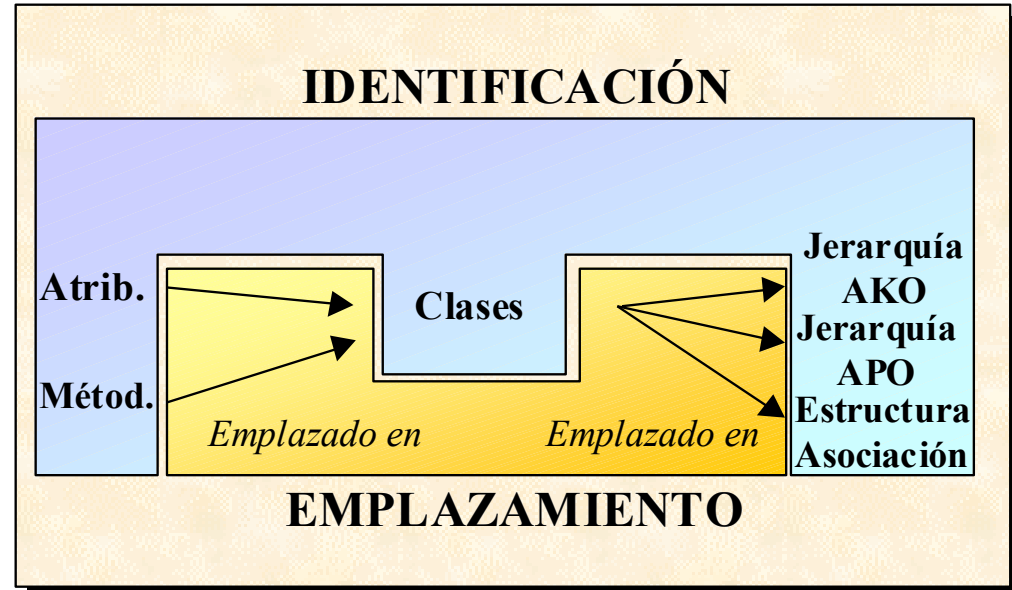 IDENTIFICACIÓN
Atrib.
Métod.
Emplazado en
Clases
Emplazado en
Jerarquía
AKO
Jerarquía
APO
Estructura
Asociación
EMPLAZAMIENTO